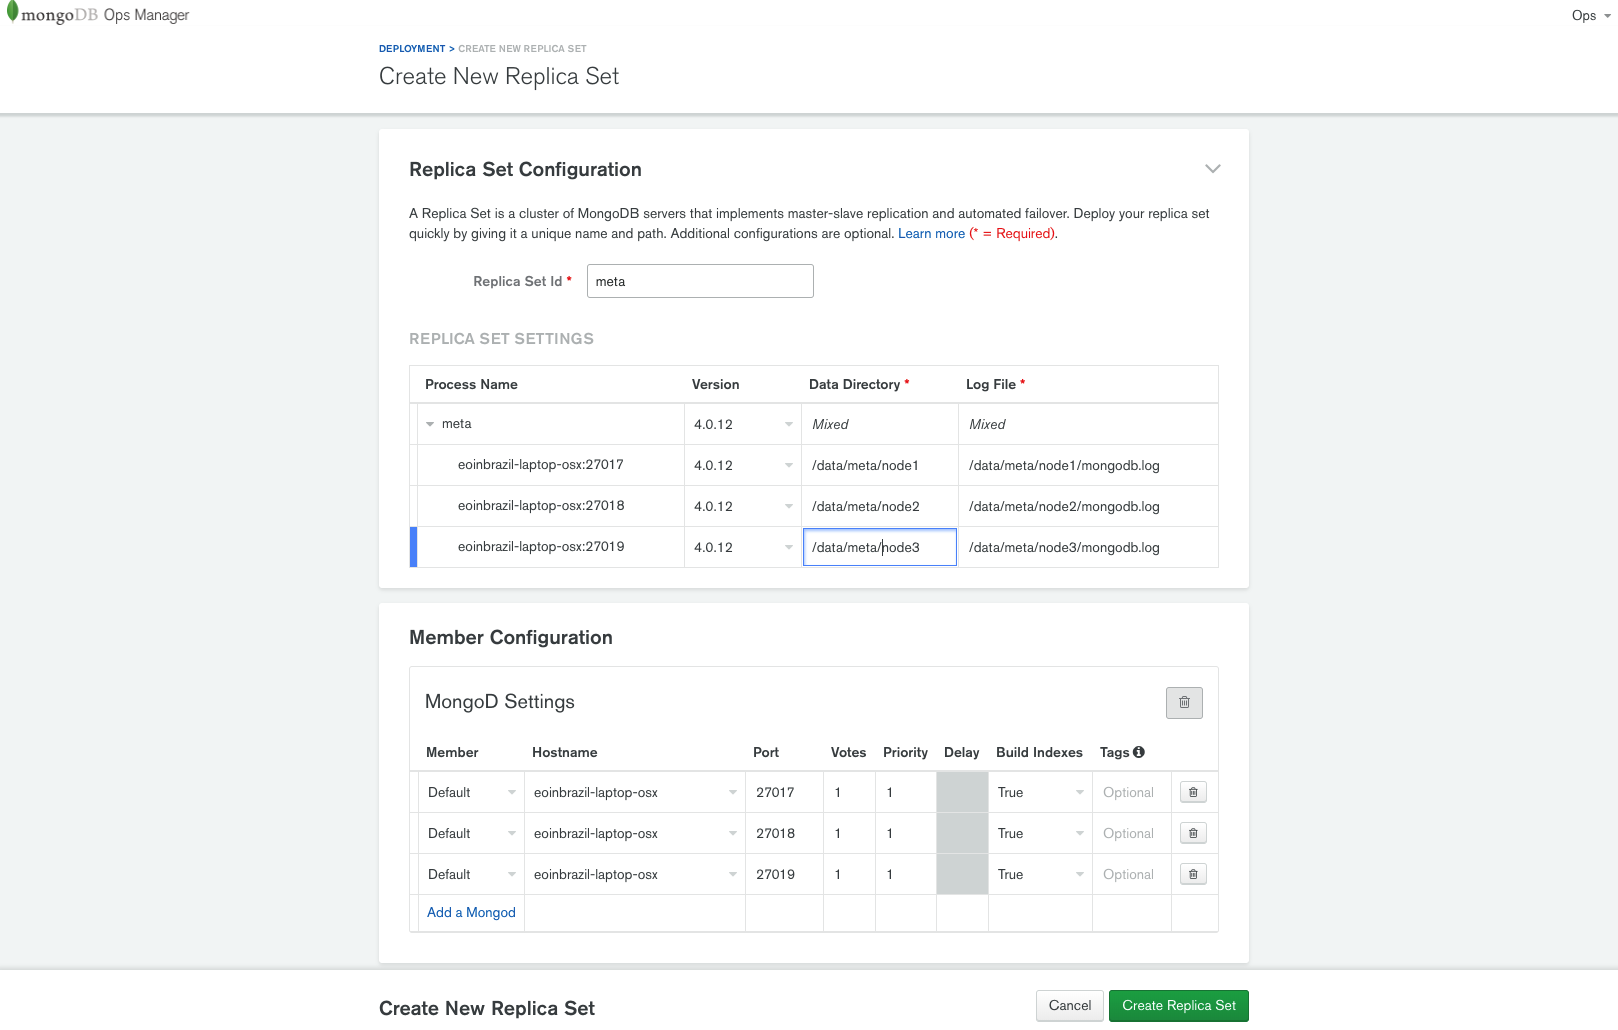 mongoDB Ops Manager
Ops
DEPLOYMENT > CREATE NEW REPLICA SET
Create New Replica Set
Replica Set Configuration
A Replica Set is a cluster of MongoDB servers that implements master-slave replication and automated failover. Deploy your replica set
quickly by giving it a unique name and path. Additional configurations are optional. Learn more (* = Required).
Replica Set Id * meta
REPLICA SET SETTINGS
Process Name Version Data Directory * Log File *
meta 4.0.12 Mixed Mixed
eoinbrazil-laptop-osx:27017 4.0.12 /data/meta/node1 /data/meta/node1/mongodb.log
eoinbrazil-laptop-osx:27018 4.0.12 /data/meta/node2 /data/meta/node2/mongodb.log
eoinbrazil-laptop-osx:27019 4.0.12 /data/meta/node3 /data/meta/node3/mongodb.log
Member Configuration
MongoD Settings
Member Hostname Port Votes Priority Delay Build Indexes Tags
Default eoinbrazil-laptop-osx 27017 1 1 True Optional
Default eoinbrazil-laptop-osx 27018 1 1 True Optional
Default eoinbrazil-laptop-osx 27019 1 1 True Optional
Add a Mongod
Create New Replica Set Cancel Create Replica Set